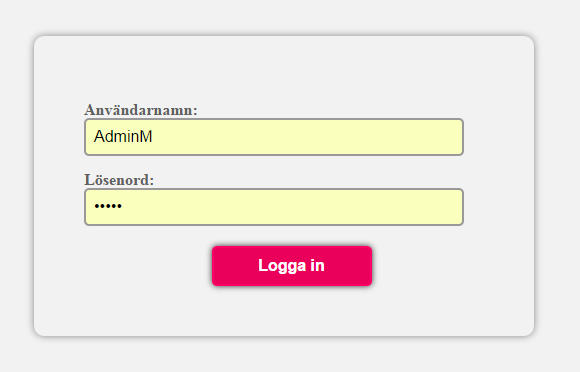 Användarnamn:
AdminM
Lösenord:
•••••
Logga in